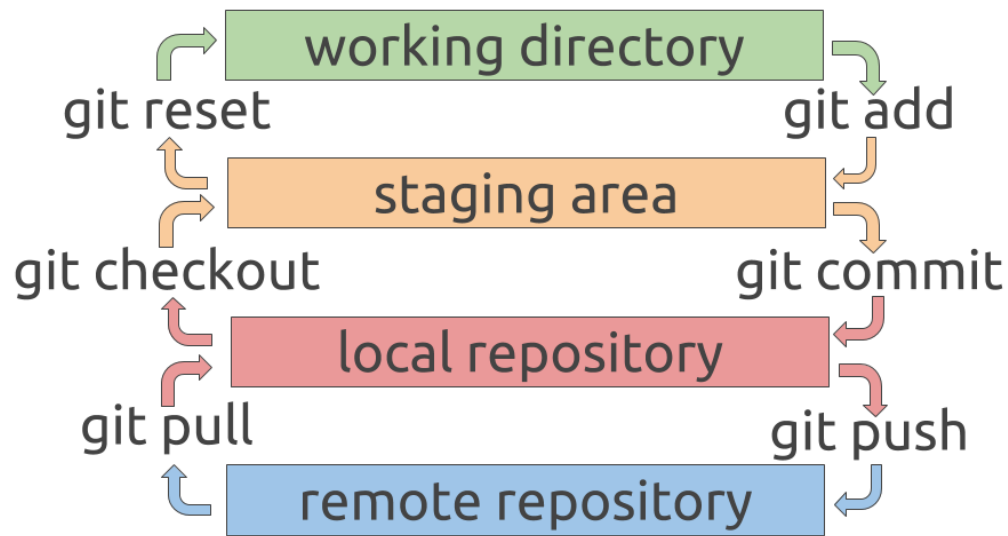 working directory
git reset
git add
staging area
git checkout
git commit
local repository
git pull
git push
remote repository